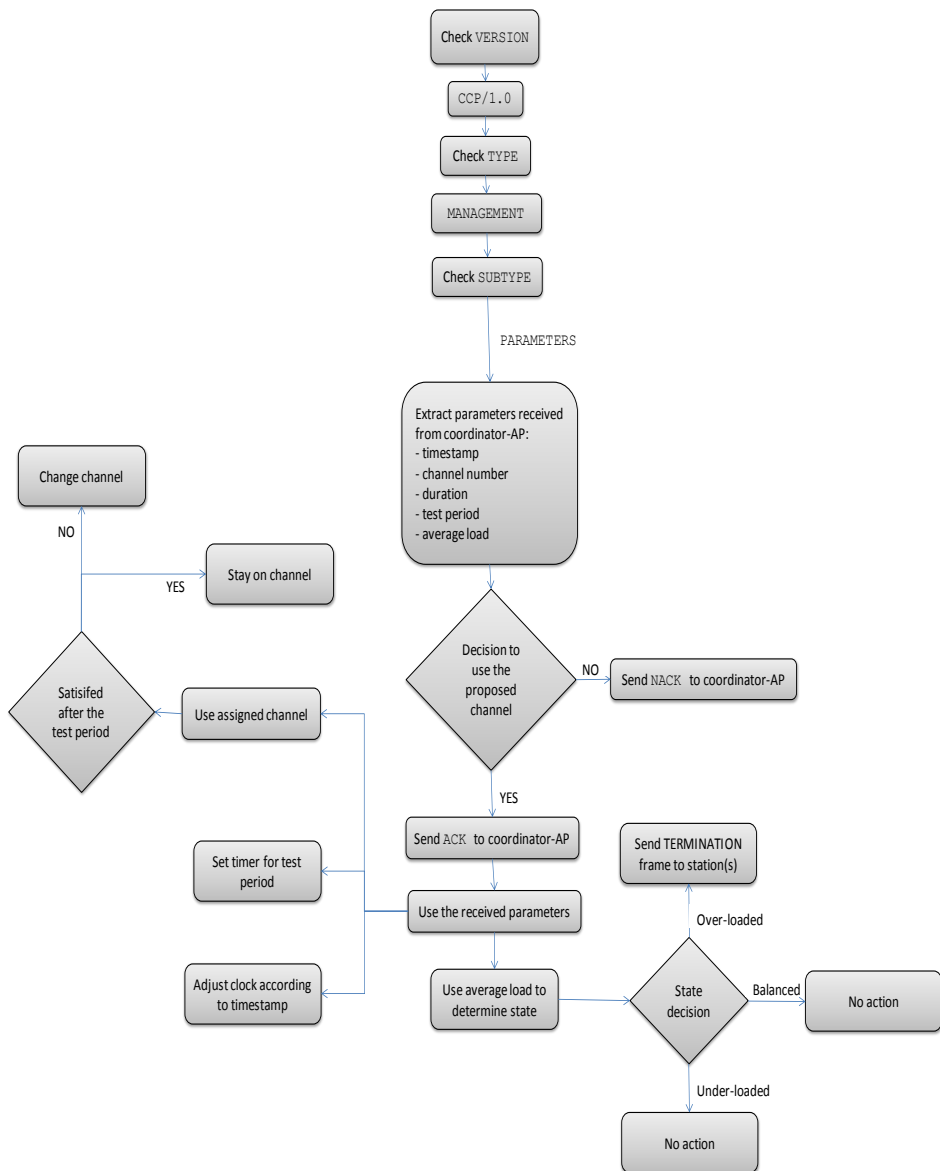 Check VERSION
CCP/1.0
Check TYPE
MANAGEMENT
Check SUBTYPE
PARAMETERS
Extract parameters received
from coordinator-AP:
- timestamp
- channel number
- duration
- test period
- average load
Change channel
NO
YES
Stay on channel
Decision to
use the
proposed
channel
NO
Send NACK to coordinator-AP
Satisifed
after the
test period
Use assigned channel
YES
Send ACK to coordinator-AP
Send TERMINATION
frame to station(s)
Set timer for test
period
Use the received parameters
Over-loaded
Adjust clock according
to timestamp
Use average load to
determine state
State
decision
Balanced
No action
Under-loaded
No action